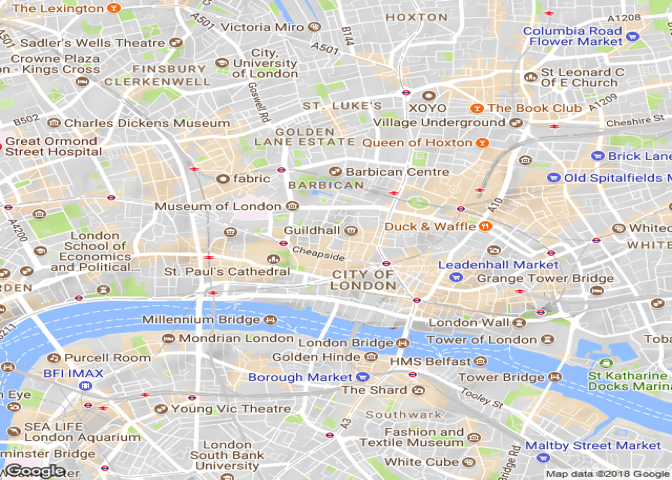 The Lexington
HOXTON
A1208
A501
Victoria Miro
Columbia Road
Flower Market
Sadler's Wells Theatre
A501
B144
Crowne Plaza
on - Kings Cross
City,
University
of London
FINSBURY
CLERKENWELL
St Leonard C
Of E Church
Goswell Rd
ST. LUKE'S
XOYO
The Book Club
A1209
B502
Charles Dickens Museum
Village Underground
Cheshire St
GOLDEN
LANE ESTATE
Great Ormond
Street Hospital
Queen of Hoxton
Brick Lane
fabric
Barbican Centre
BARBICAN
Old Spitalfields M
Museum of London
A10
A4200
Guildhall
Duck & Waffle
Whitec
London
School of
Economics
and Political...
Cheapside
WHITE
St. Paul's Cathedral
CITY OF
LONDON
Leadenhall Market
Grange Tower Bridge
RDEN
A3211
Millennium Bridge
London Wall
Mondrian London
London Bridge
Tower of London
Toba
Purcell Room
Golden Hinde
HMS Belfast
BFI IMAX
Borough Market
Tower Bridge
St Katharine
Docks Marina
n Eye
The Shard
Tooley St
Young Vic Theatre
Southwark
SEA LIFE
London Aquarium
A3
Fashion and
Textile Museum
minster Bridge
London
South Bank
University
Bridge Rd
Maltby Street Market
White Cube
Google
Map data ©2018 Google